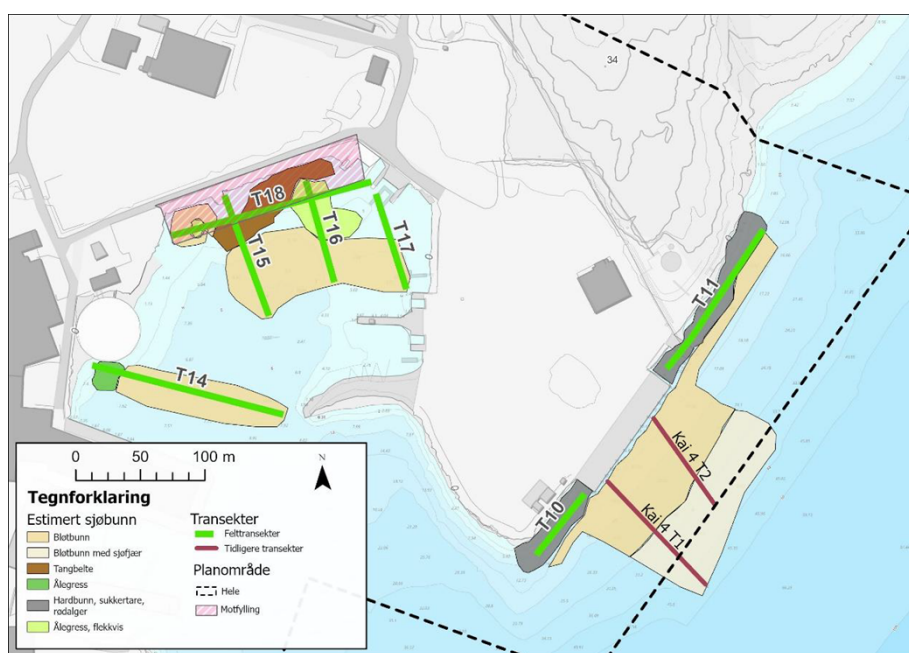 34
T18
T15
T16
T17
T11
T14
Kai 4 T2
T10
Kai 4 T1
0 50 100 m
N
Tegnforklaring
Estimert sjøbunn
Bløtbunn
Bløtbunn med sjøfjær
Tangbelte
Ålegress
Hardbunn, sukkertare,
rødalger
Ålegress, flekkvis
Transekter
Felttransekter
Tidligere transekter
Planområde
Hele
Motfylling